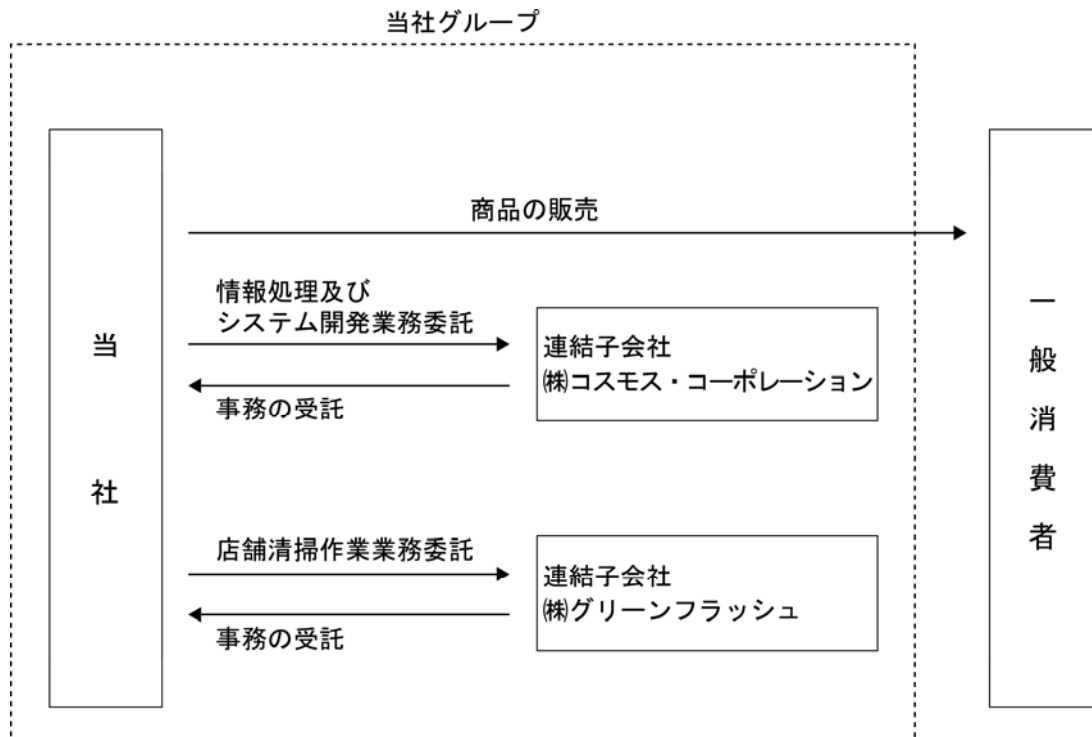 当社グループ
当社
商品の販売
情報処理及び
システム開発業務委託
連結子会社
㈱コスモス・コーポレーション
事務の受託
店舗清掃作業業務委託
連結子会社
㈱グリーンフラッシュ
事務の受託
一般消費者